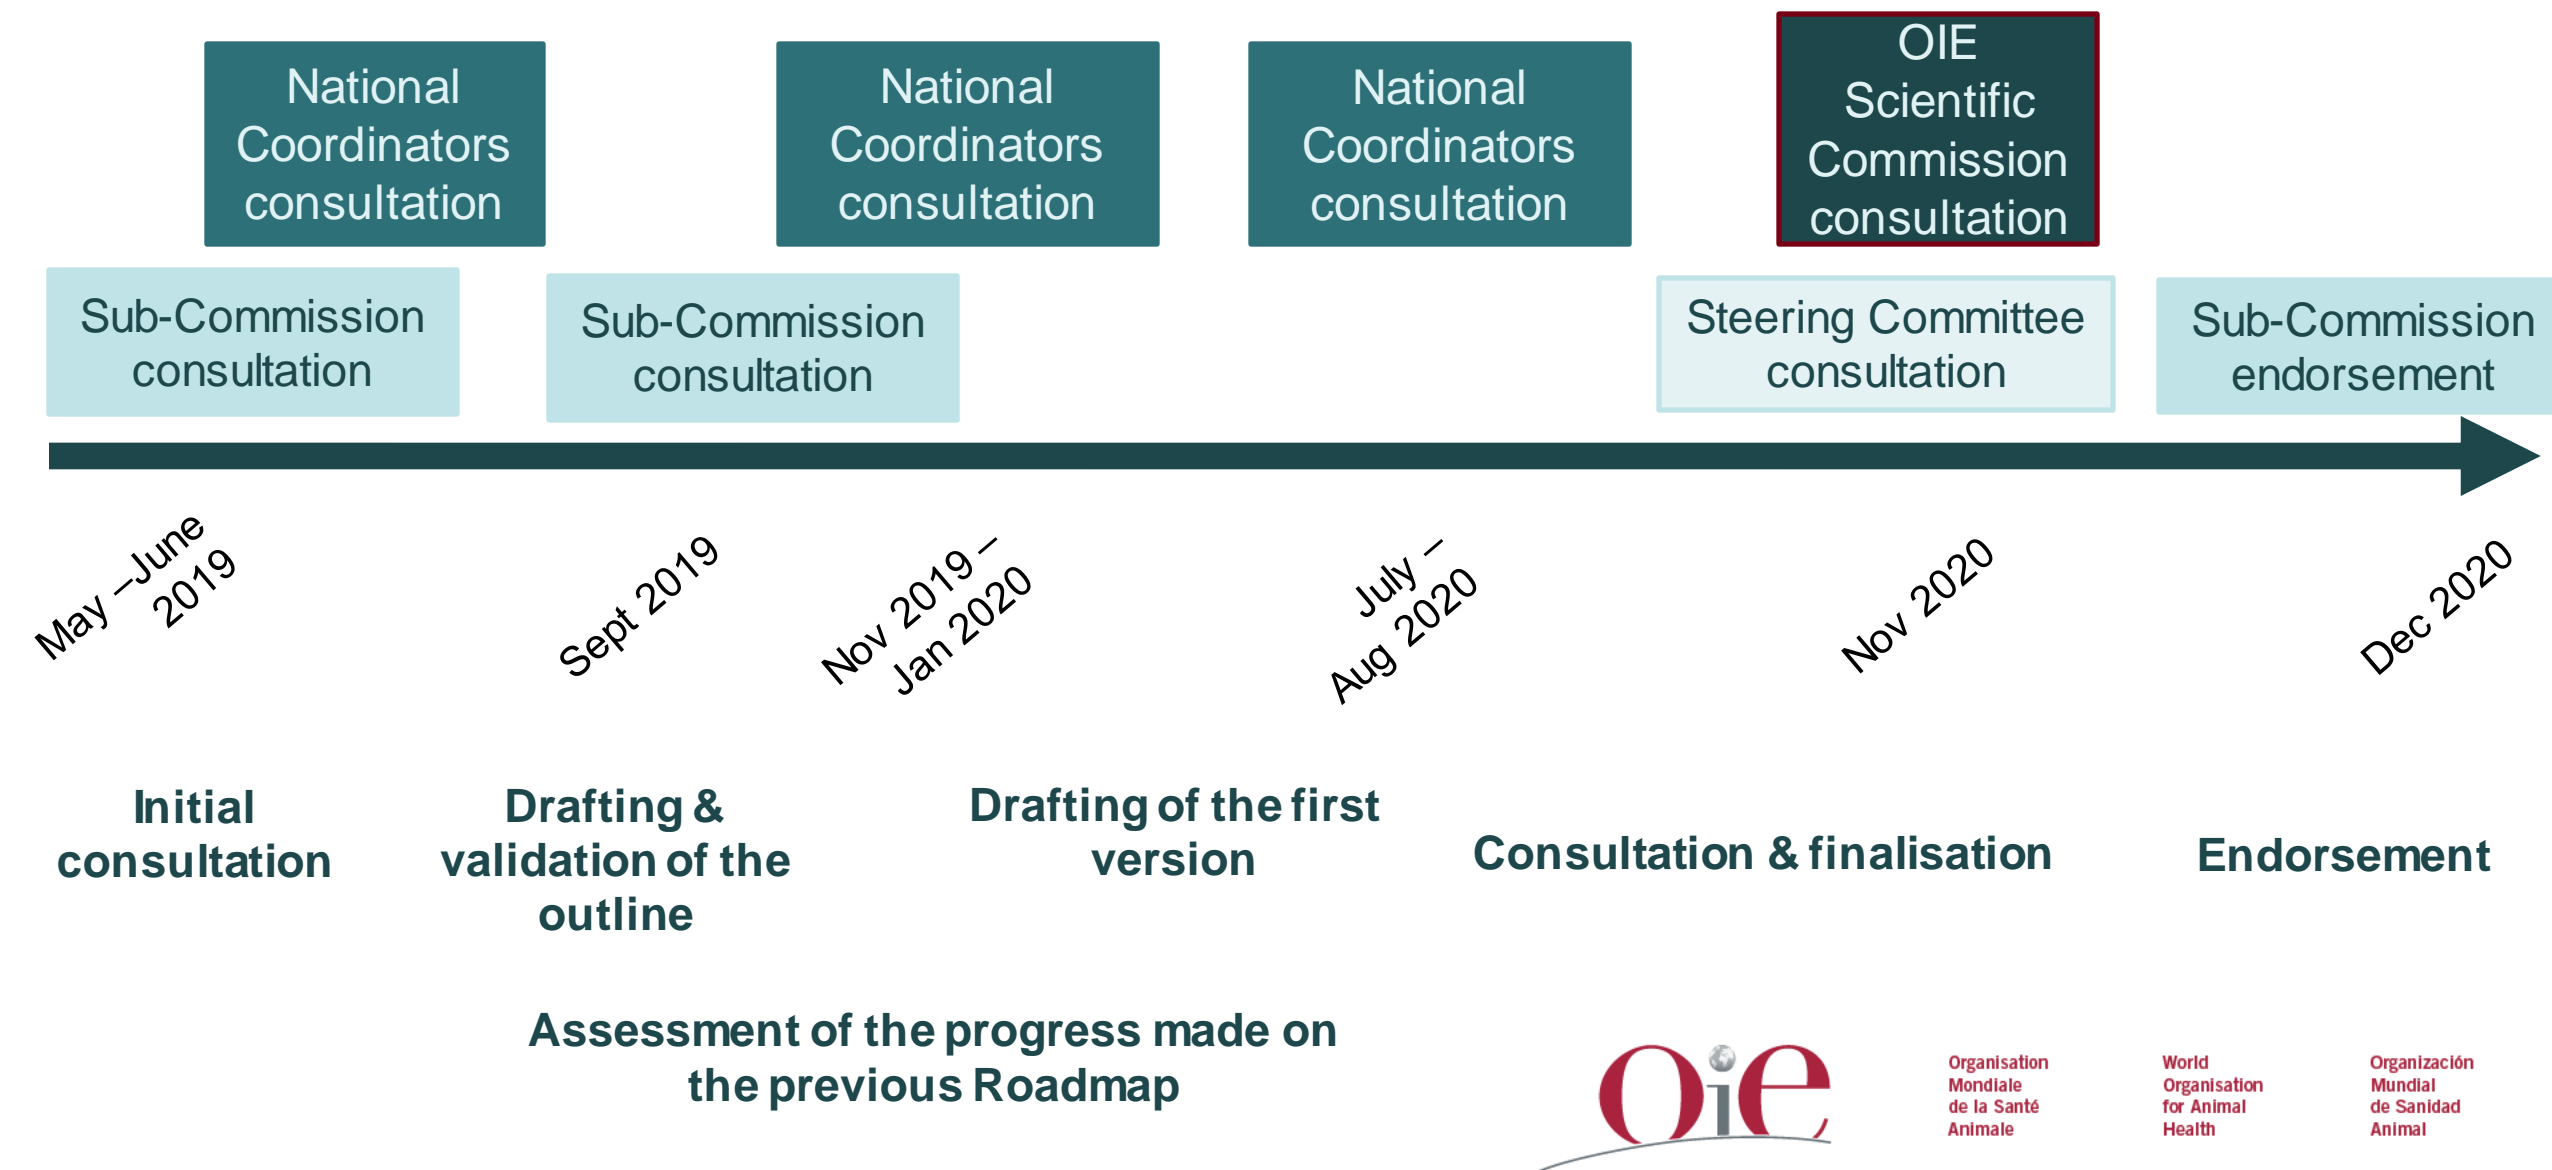 National
Coordinators
consultation
National
Coordinators
consultation
National
Coordinators
consultation
OIE
Scientific
Commission
consultation
Sub-Commission
consultation
Sub-Commission
consultation
Steering Committee
consultation
Sub-Commission
endorsement
May –June
2019
Sept 2019
Nov 2019 –
Jan 2020
July –
Aug 2020
Nov 2020
Dec 2020
Initial
consultation
Drafting &
validation of the
outline
Drafting of the first
version
Consultation & finalisation
Endorsement
Assessment of the progress made on
the previous Roadmap
Oie
Organisation
Mondiale
de la Santé
Animale
World
Organisation
for Animal
Health
Organización
Mundial
de Sanidad
Animal